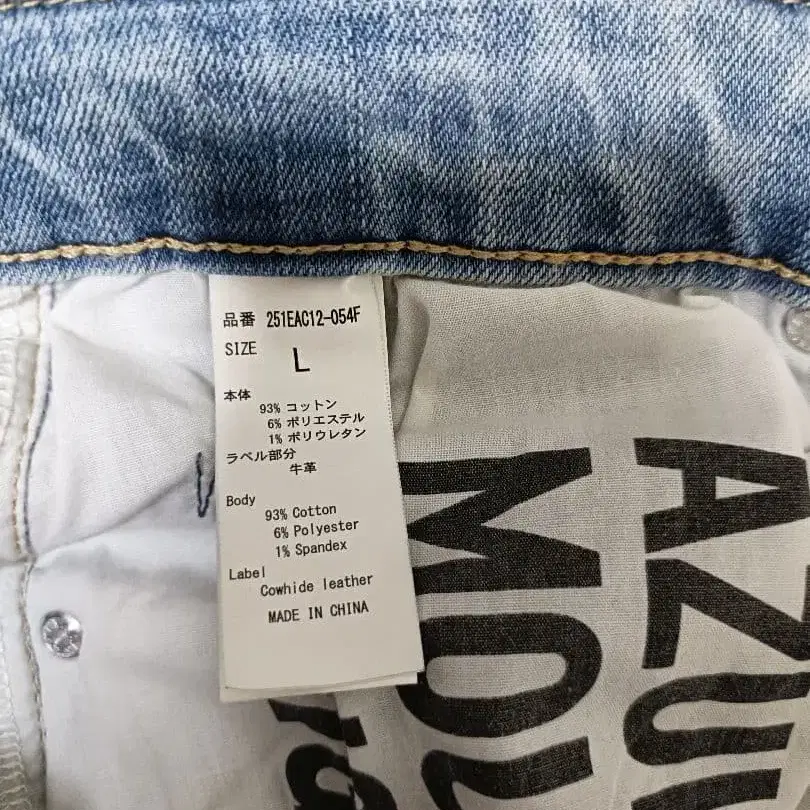 品番 251EAC12-054F
SIZE L
本体
93% コットン
6% ポリエステル
1% ポリウレタン
ラベル部分
牛革
Body
93% Cotton
6% Polyester
1% Spandex
Label
Cowhide leather
MADE IN CHINA
AZU
MOU